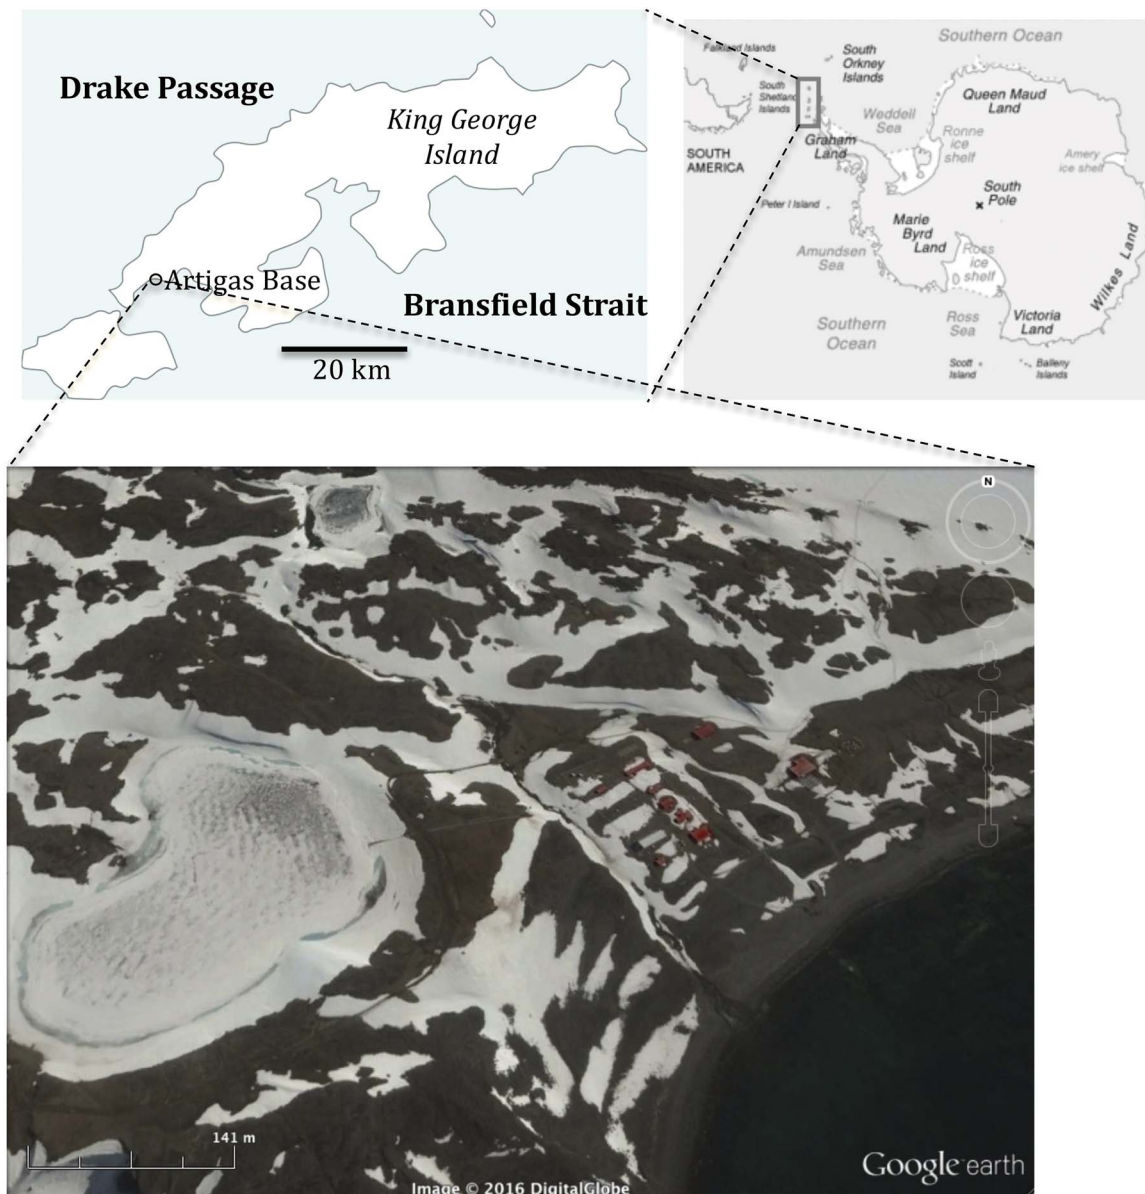 Drake Passage
King George
Island
Artigas Base
Bransfield Strait
20 km
Southern Ocean
Falkland Islands
South
Orkney
Islands
South
Shetland
Islands
Queen Maud
Land
Weddell
Sea
Ronne
ice
shelf
Graham
Land
SOUTH
AMERICA
Amery
ice shelf
South
Pole
Peter I Island
Marie
Byrd
Land
Ross
ice
shelf
Amundsen
Sea
Wilkes Land
Southern
Ocean
Ross
Sea
Victoria
Land
Scott
Island
Balleny
Islands
N
141 m
Google earth
Image © 2016 DigitalGlobe